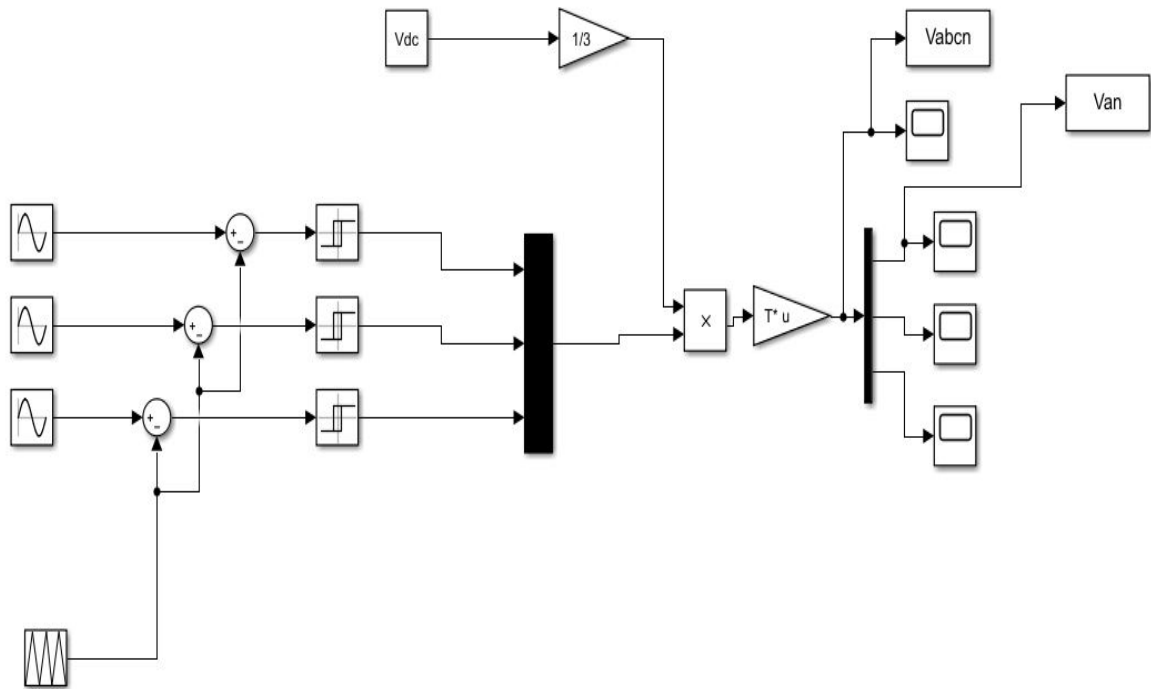 Vdc
1/3
Vabcn
Van
+
−
+
−
+
−
×
T* u